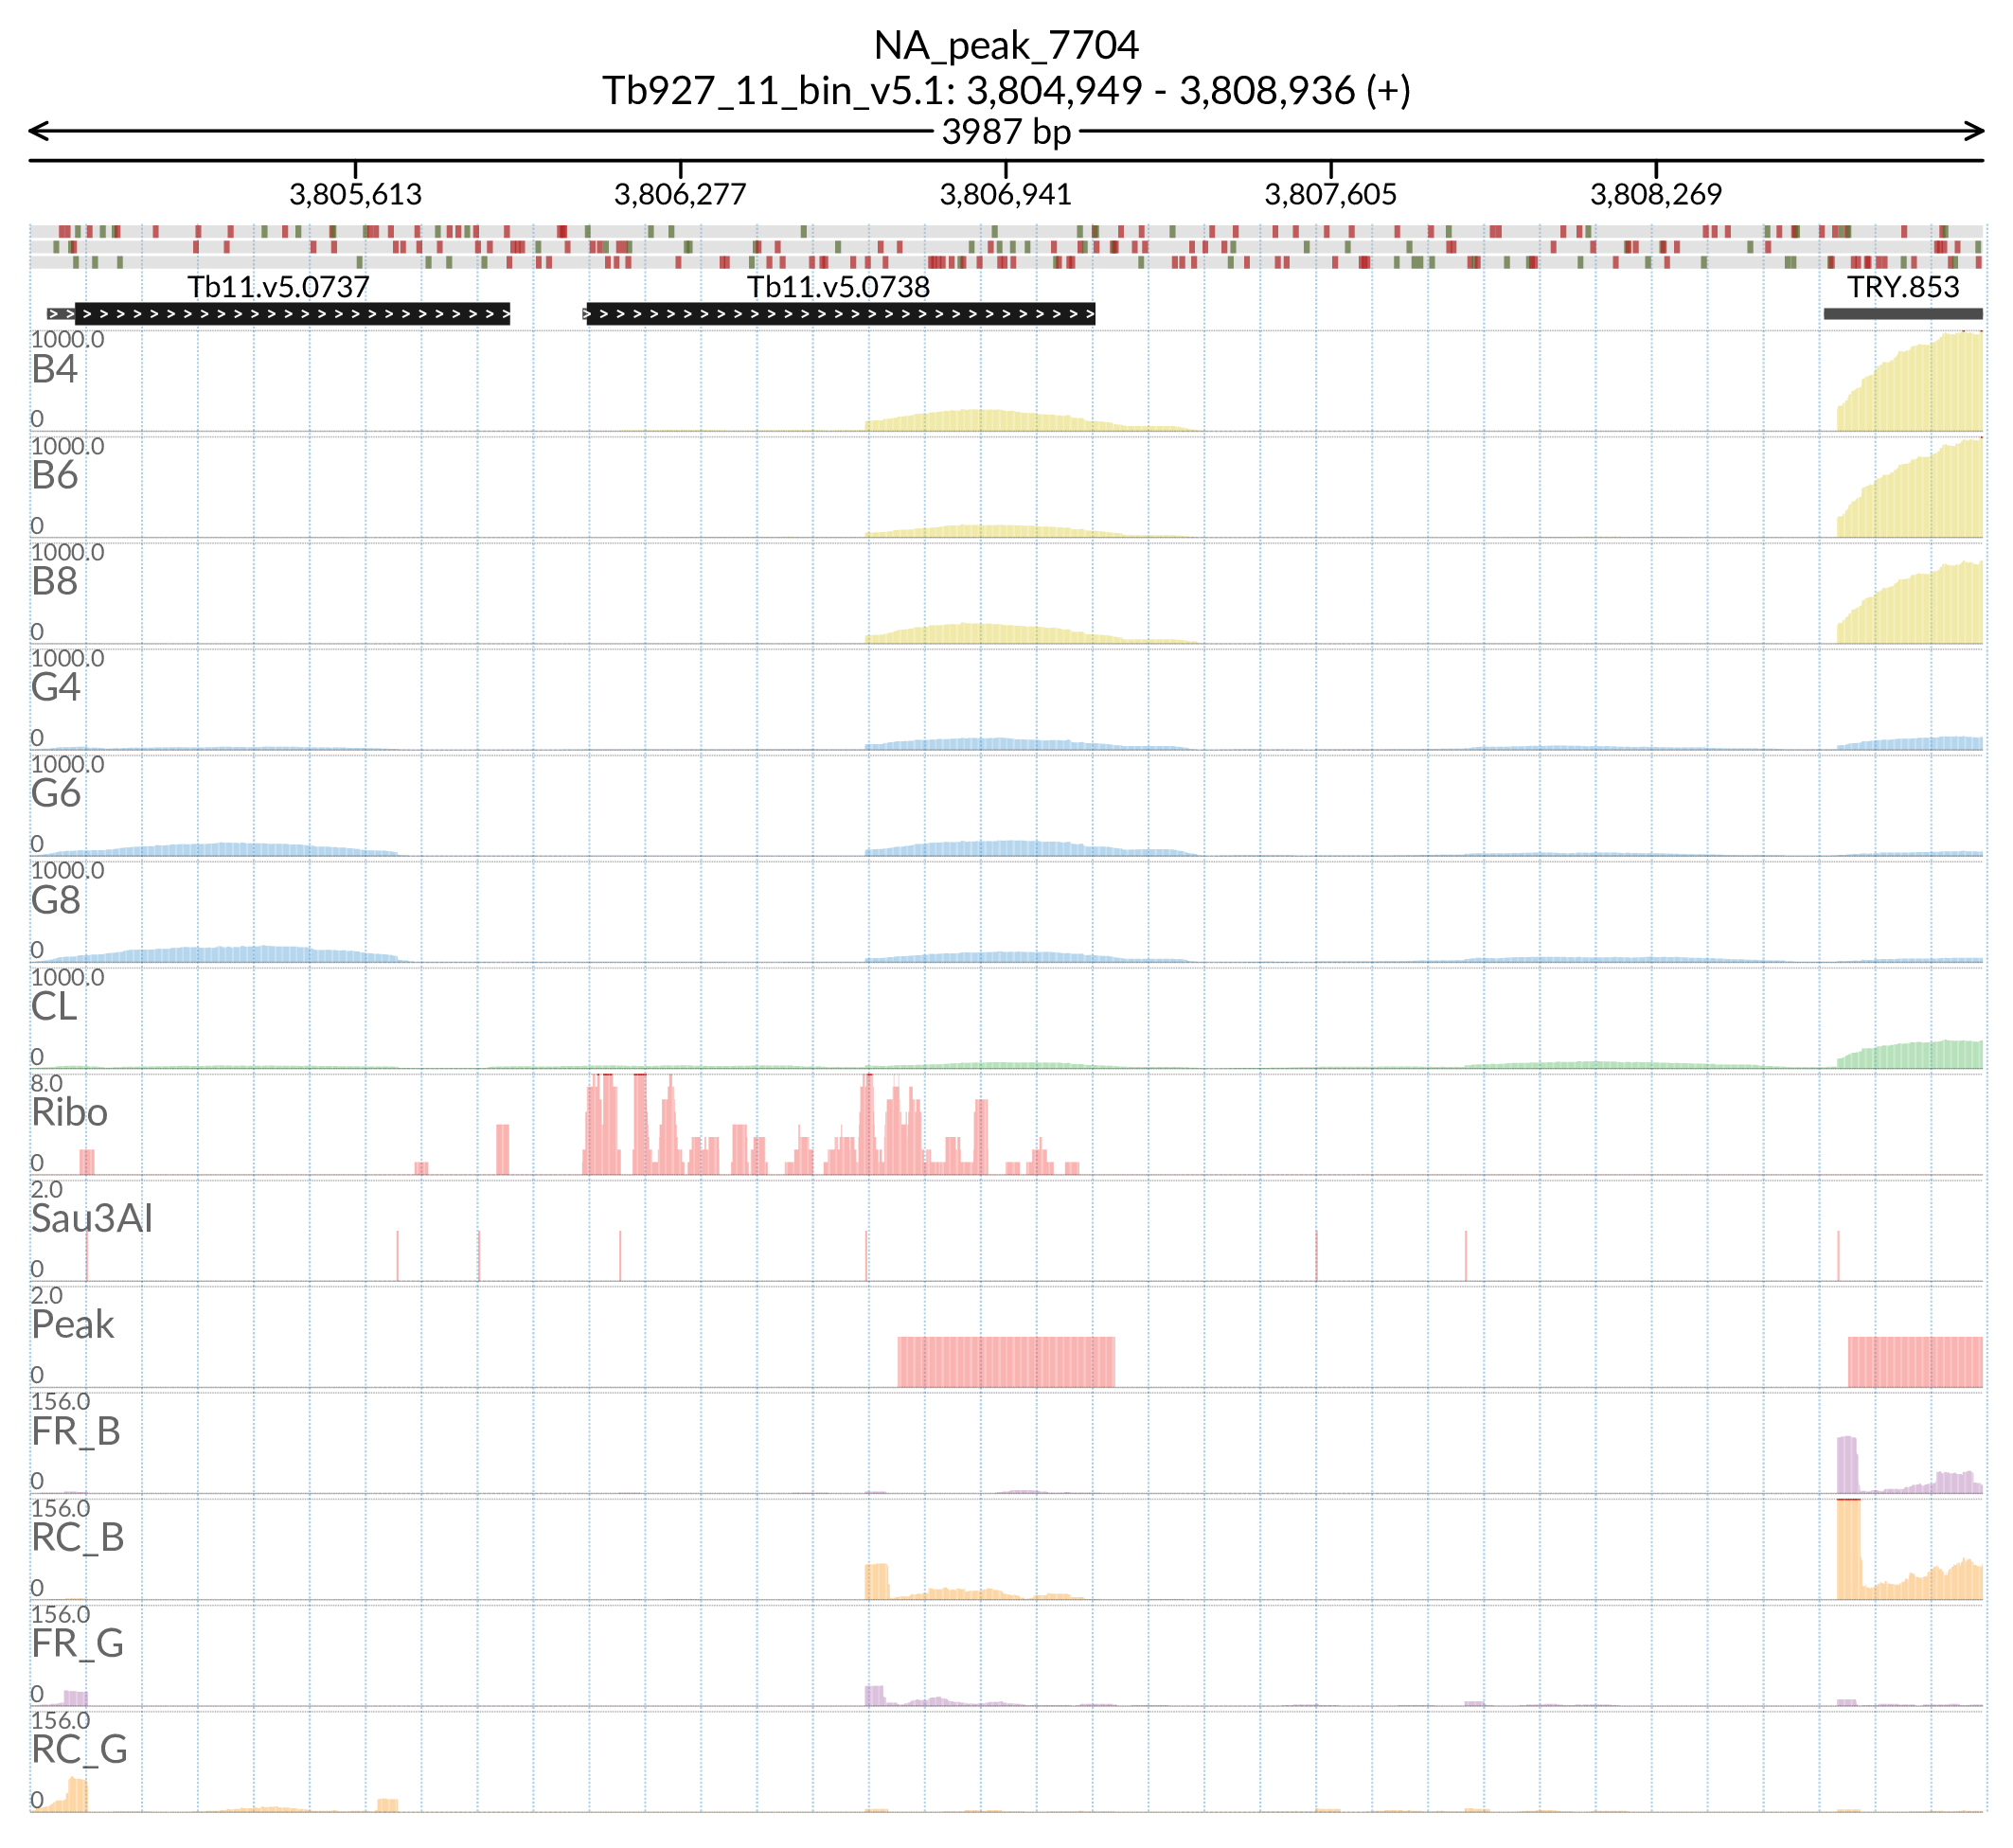 NA_peak_7704
Tb927_11_bin_v5.1: 3,804,949 - 3,808,936 (+)
3987 bp
3,805,613 3,806,277 3,806,941 3,807,605 3,808,269
Tb11.v5.0737 Tb11.v5.0738 TRY.853
1000.0
B4
0
1000.0
B6
0
1000.0
B8
0
1000.0
G4
0
1000.0
G6
0
1000.0
G8
0
1000.0
CL
0
8.0
Ribo
0
2.0
Sau3AI
0
2.0
Peak
0
156.0
FR_B
0
156.0
RC_B
0
156.0
FR_G
0
156.0
RC_G
0